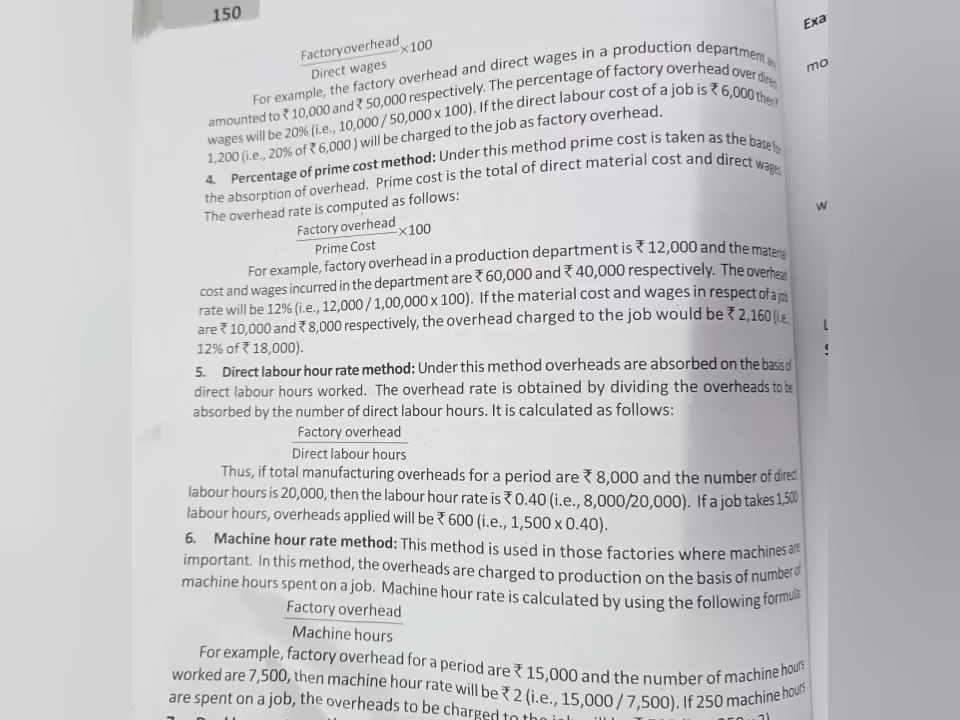 150
Factory overhead
×100
Direct wages
For example, the factory overhead and direct wages in a production department
amounted to ₹ 10,000 and ₹ 50,000 respectively. The percentage of factory overhead over direct
wages will be 20% (i.e., 10,000 / 50,000 x 100). If the direct labour cost of a job is ₹ 6,000 then
1,200 (i.e., 20% of ₹ 6,000 ) will be charged to the job as factory overhead.
4. Percentage of prime cost method: Under this method prime cost is taken as the base
the absorption of overhead. Prime cost is the total of direct material cost and direct wages
The overhead rate is computed as follows:
Factory overhead
×100
Prime Cost
For example, factory overhead in a production department is ₹ 12,000 and the material
cost and wages incurred in the department are ₹ 60,000 and ₹ 40,000 respectively. The overhead
rate will be 12% (i.e., 12,000 / 1,00,000 x 100). If the material cost and wages in respect of a job
are ₹ 10,000 and ₹ 8,000 respectively, the overhead charged to the job would be ₹ 2,160 (i.e.
12% of ₹ 18,000).
5. Direct labour hour rate method: Under this method overheads are absorbed on the basis of
direct labour hours worked. The overhead rate is obtained by dividing the overheads to be
absorbed by the number of direct labour hours. It is calculated as follows:
Factory overhead
Direct labour hours
Thus, if total manufacturing overheads for a period are ₹ 8,000 and the number of direct
labour hours is 20,000, then the labour hour rate is ₹ 0.40 (i.e., 8,000/20,000). If a job takes 1,500
labour hours, overheads applied will be ₹ 600 (i.e., 1,500 x 0.40).
6. Machine hour rate method: This method is used in those factories where machines are
important. In this method, the overheads are charged to production on the basis of number of
machine hours spent on a job. Machine hour rate is calculated by using the following formula
Factory overhead
Machine hours
For example, factory overhead for a period are ₹ 15,000 and the number of machine hours
worked are 7,500, then machine hour rate will be ₹ 2 (i.e., 15,000 / 7,500). If 250 machine hours
are spent on a job, the overheads to be charged to the
Exa
mo
w